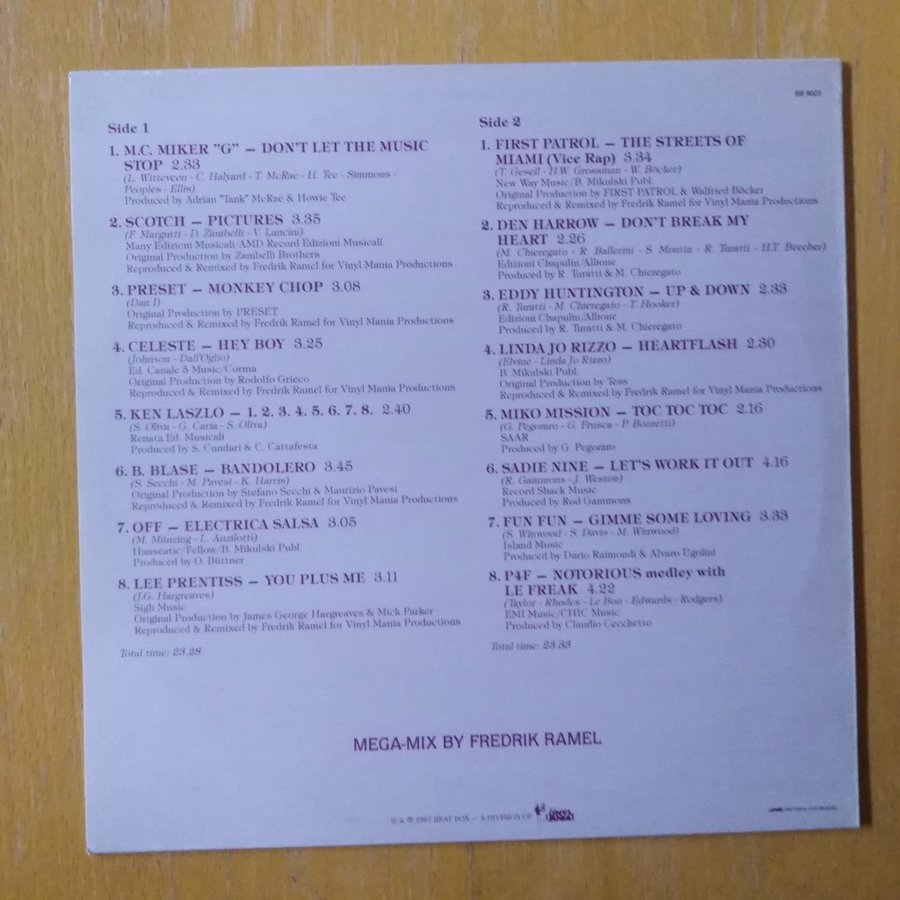 BB 9023
Side 1
1. M.C. MIKER "G" – DON'T LET THE MUSIC
STOP 2.33
(L. Witteveen - C. Halyard - T. McRae - H. Tee - Simmons -
Peoples - Ellis)
Produced by Adrian "Tank" McRae & Howie Tee
2. SCOTCH – PICTURES 3.35
(F. Margutti - D. Zambelli - V. Lancini)
Many Edizioni Musicali/AMD Record Edizioni Musicali
Original Production by Zambelli Brothers
Reproduced & Remixed by Fredrik Ramel for Vinyl Mania Productions
3. PRESET – MONKEY CHOP 3.08
(Dan I)
Original Production by PRESET
Reproduced & Remixed by Fredrik Ramel for Vinyl Mania Productions
4. CELESTE – HEY BOY 3.25
(Johnson - Dall'Oglio)
Ed. Canale 5 Music/Corma
Original Production by Rodolfo Grieco
Reproduced & Remixed by Fredrik Ramel for Vinyl Mania Productions
5. KEN LASZLO – 1. 2. 3. 4. 5. 6. 7. 8. 2.40
(S. Oliva - G. Caria - S. Oliva)
Renata Ed. Musicali
Produced by S. Cundari & C. Cattafesta
6. B. BLASE – BANDOLERO 3.45
(S. Secchi - M. Pavesi - K. Harris)
Original Production by Stefano Secchi & Maurizio Pavesi
Reproduced & Remixed by Fredrik Ramel for Vinyl Mania Productions
7. OFF – ELECTRICA SALSA 3.05
(M. Münzing - L. Anzilotti)
Hanseatic/Fellow/B. Mikulski Publ.
Produced by O. Büttner
8. LEE PRENTISS – YOU PLUS ME 3.11
(J.G. Hargreaves)
Sigh Music
Original Production by James George Hargreaves & Mick Parker
Reproduced & Remixed by Fredrik Ramel for Vinyl Mania Productions
Total time: 23.28
Side 2
1. FIRST PATROL – THE STREETS OF
MIAMI (Vice Rap) 3.34
(T. Gesell - H.W. Grossman - W. Böcker)
New Way Music/B. Mikulski Publ.
Original Production by FIRST PATROL & Walfried Böcker
Reproduced & Remixed by Fredrik Ramel for Vinyl Mania Productions
2. DEN HARROW – DON'T BREAK MY
HEART 2.26
(M. Chieregato - R. Ballerini - S. Montin - R. Turatti - H.T. Beecher)
Edizioni Chapulin/Allione
Produced by R. Turatti & M. Chieregato
3. EDDY HUNTINGTON – UP & DOWN 2.33
(R. Turatti - M. Chieregato - T. Hooker)
Edizioni Chapulin/Allione
Produced by R. Turatti & M. Chieregato
4. LINDA JO RIZZO – HEARTFLASH 2.30
(Elvine - Linda Jo Rizzo)
B. Mikulski Publ.
Original Production by Tess
Reproduced & Remixed by Fredrik Ramel for Vinyl Mania Productions
5. MIKO MISSION – TOC TOC TOC 2.16
(G. Pegoraro - G. Frusca - P. Bozzetti)
SAAR
Produced by G. Pegoraro
6. SADIE NINE – LET'S WORK IT OUT 4.16
(R. Gammons - J. Weston)
Record Shack Music
Produced by Rod Gammons
7. FUN FUN – GIMME SOME LOVING 3.33
(S. Winwood - S. Davis - M. Winwood)
Island Music
Produced by Dario Raimondi & Alvaro Ugolini
8. P4F – NOTORIOUS medley with
LE FREAK 4.22
(Taylor - Rhodes - Le Bon - Edwards - Rodgers)
EMI Music/CHIC Music
Produced by Claudio Cecchetto
Total time: 23.33
MEGA-MIX BY FREDRIK RAMEL
© & ℗ 1987 BEAT BOX – A DIVISION OF VINYL MANIA